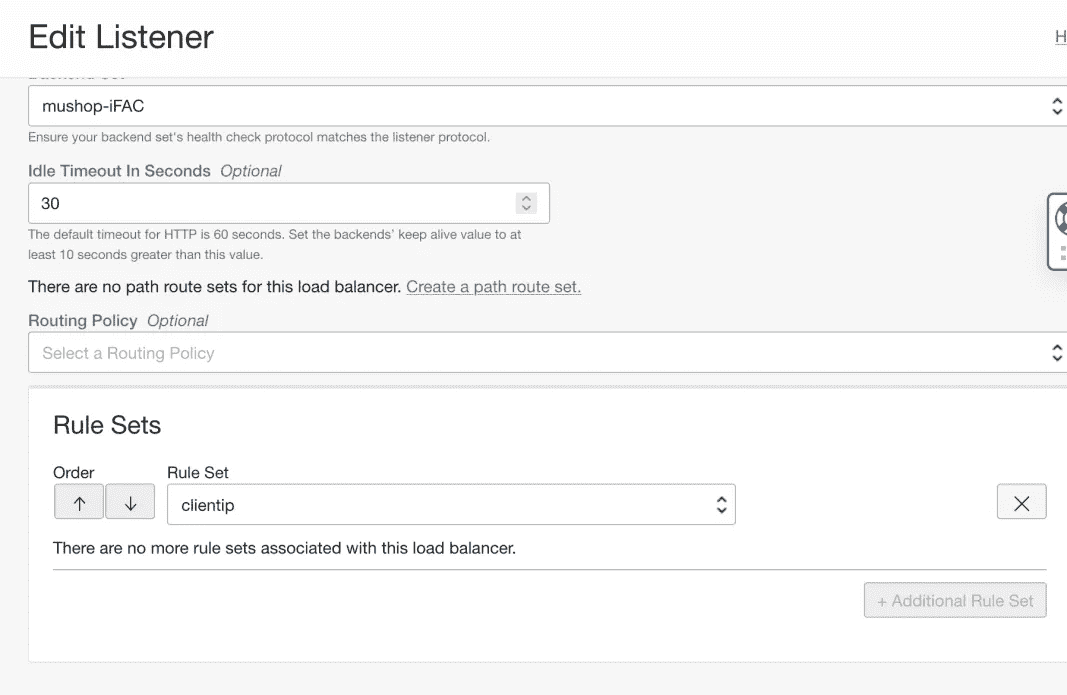 Edit Listener
mushop-iFAC
Ensure your backend set's health check protocol matches the listener protocol.
Idle Timeout In Seconds Optional
30
The default timeout for HTTP is 60 seconds. Set the backends' keep alive value to at
least 10 seconds greater than this value.
There are no path route sets for this load balancer. Create a path route set.
Routing Policy Optional
Select a Routing Policy
Rule Sets
Order Rule Set
clientip
There are no more rule sets associated with this load balancer.
+ Additional Rule Set